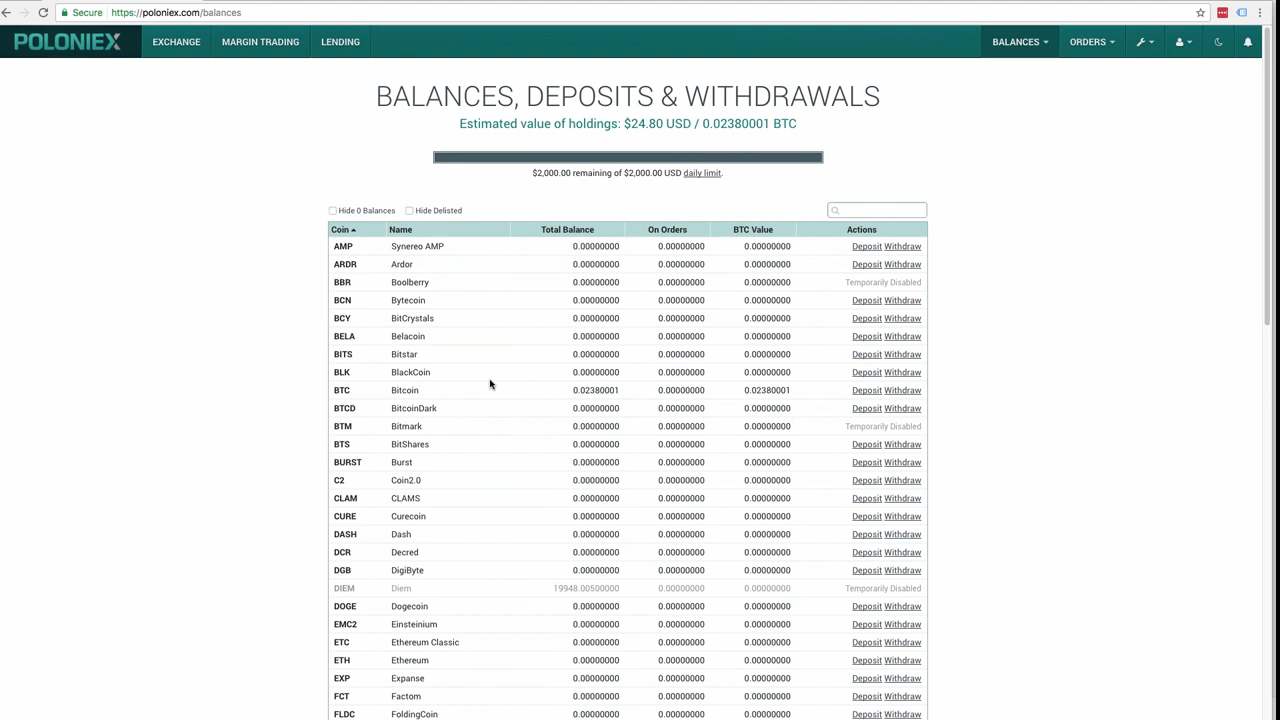 Secure https://poloniex.com/balances
POLONIEX EXCHANGE MARGIN TRADING LENDING BALANCES ORDERS
BALANCES, DEPOSITS & WITHDRAWALS
Estimated value of holdings: $24.80 USD / 0.02380001 BTC
$2,000.00 remaining of $2,000.00 USD daily limit.
Hide 0 Balances Hide Delisted
Coin Name Total Balance On Orders BTC Value Actions
AMP Synereo AMP 0.00000000 0.00000000 0.00000000 Deposit Withdraw
ARDR Ardor 0.00000000 0.00000000 0.00000000 Deposit Withdraw
BBR Boolberry 0.00000000 0.00000000 0.00000000 Temporarily Disabled
BCN Bytecoin 0.00000000 0.00000000 0.00000000 Deposit Withdraw
BCY BitCrystals 0.00000000 0.00000000 0.00000000 Deposit Withdraw
BELA Belacoin 0.00000000 0.00000000 0.00000000 Deposit Withdraw
BITS Bitstar 0.00000000 0.00000000 0.00000000 Deposit Withdraw
BLK BlackCoin 0.00000000 0.00000000 0.00000000 Deposit Withdraw
BTC Bitcoin 0.02380001 0.00000000 0.02380001 Deposit Withdraw
BTCD BitcoinDark 0.00000000 0.00000000 0.00000000 Deposit Withdraw
BTM Bitmark 0.00000000 0.00000000 0.00000000 Temporarily Disabled
BTS BitShares 0.00000000 0.00000000 0.00000000 Deposit Withdraw
BURST Burst 0.00000000 0.00000000 0.00000000 Deposit Withdraw
C2 Coin2.0 0.00000000 0.00000000 0.00000000 Deposit Withdraw
CLAM CLAMS 0.00000000 0.00000000 0.00000000 Deposit Withdraw
CURE Curecoin 0.00000000 0.00000000 0.00000000 Deposit Withdraw
DASH Dash 0.00000000 0.00000000 0.00000000 Deposit Withdraw
DCR Decred 0.00000000 0.00000000 0.00000000 Deposit Withdraw
DGB DigiByte 0.00000000 0.00000000 0.00000000 Deposit Withdraw
DIEM Diem 19948.00500000 0.00000000 0.00000000 Temporarily Disabled
DOGE Dogecoin 0.00000000 0.00000000 0.00000000 Deposit Withdraw
EMC2 Einsteinium 0.00000000 0.00000000 0.00000000 Deposit Withdraw
ETC Ethereum Classic 0.00000000 0.00000000 0.00000000 Deposit Withdraw
ETH Ethereum 0.00000000 0.00000000 0.00000000 Deposit Withdraw
EXP Expanse 0.00000000 0.00000000 0.00000000 Deposit Withdraw
FCT Factom 0.00000000 0.00000000 0.00000000 Deposit Withdraw
FLDC FoldingCoin 0.00000000 0.00000000 0.00000000 Deposit Withdraw